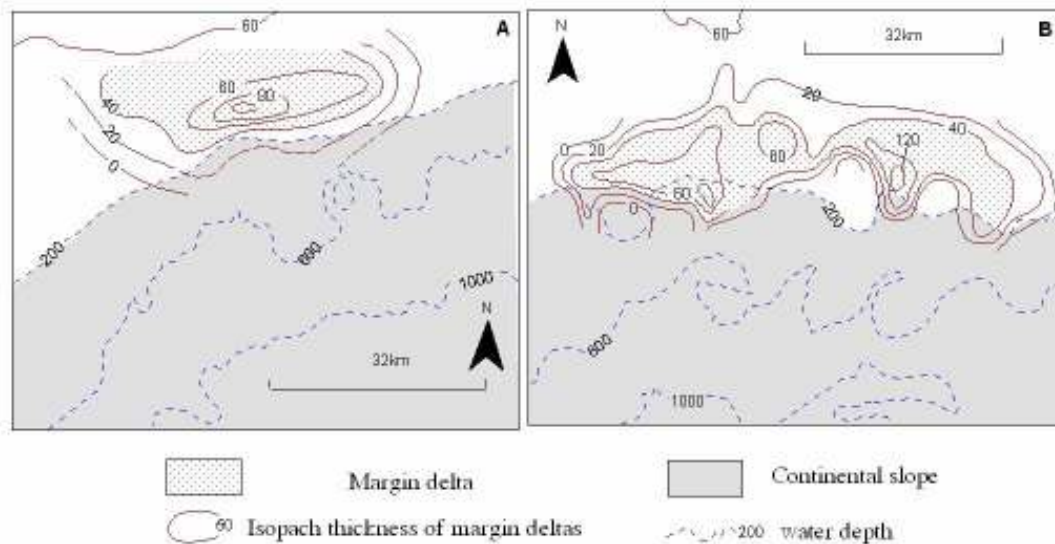 A
60
60
90
40
20
0
200
600
1000
N
32km
B
N
32km
60
20
40
0
20
60
120
60
0
200
600
1000
Margin delta
Continental slope
60 Isopach thickness of margin deltas
200 water depth